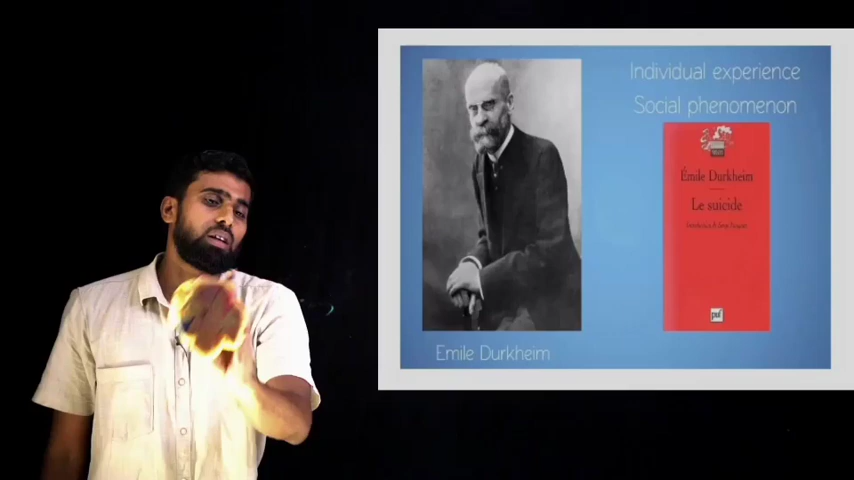 Individual experience
Social phenomenon
Émile Durkheim
Le suicide
puf
Emile Durkheim